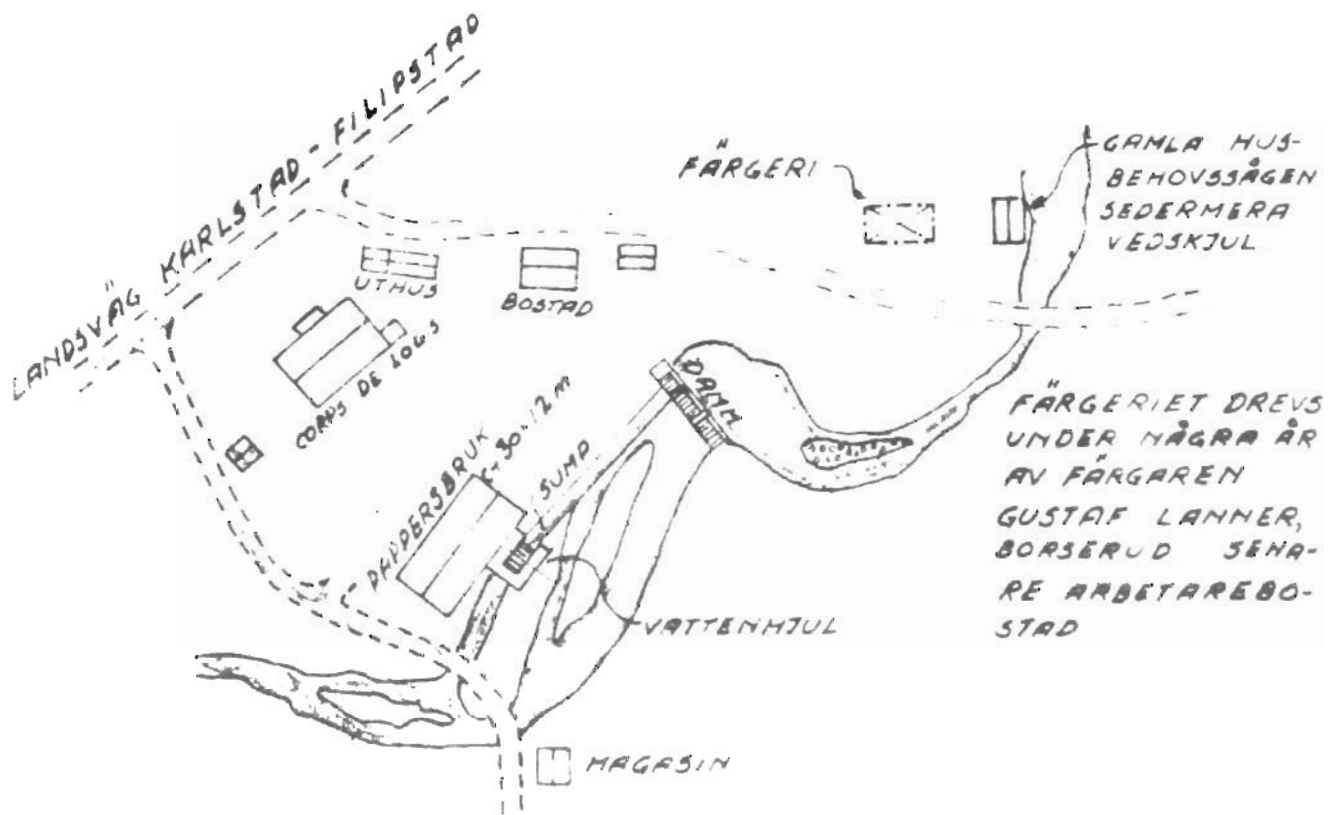 LANDSVÄG KARLSTAD-FILIPSTAD
FÄRGERI
GAMLA HUS-
BEHOVSSÅGEN
SEDERMERA
VEDSKJUL
UTHUS
BOSTAD
CORPS DE LOGS
DAMM
PAPPERSBRUK
C:A 30×12 M
SUMP
VATTENHJUL
MAGASIN
FÄRGERIET DREVS
UNDER NÅGRA ÅR
AV FÄRGAREN
GUSTAF LANNER,
BORSERUD SENA-
RE ARBETAREBO-
STAD